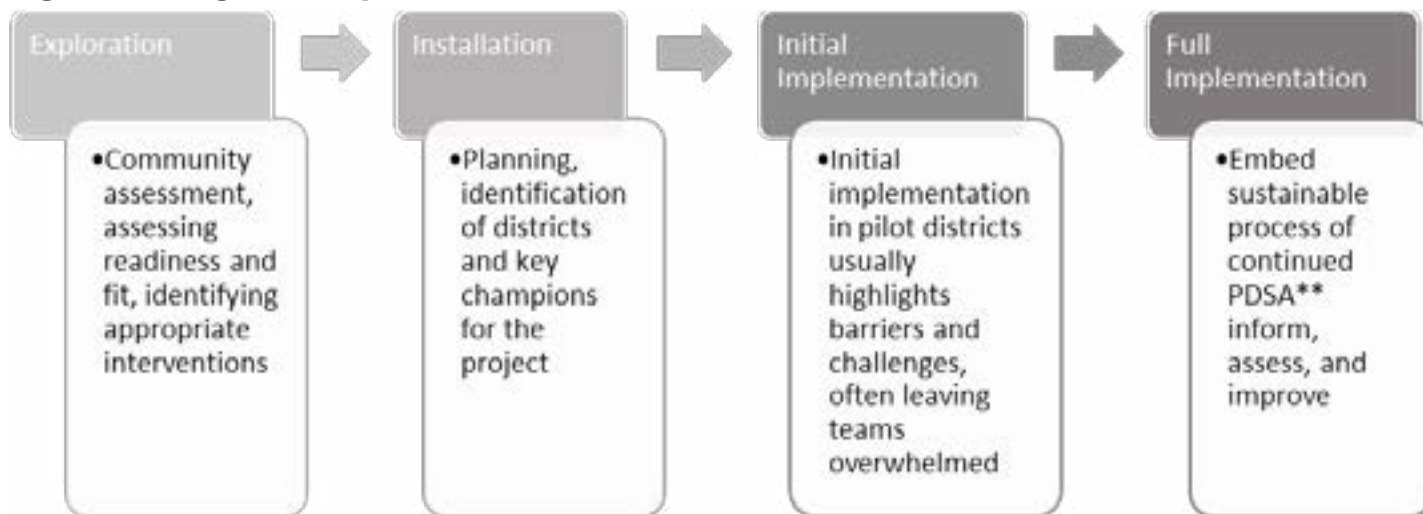 Exploration
•Community
assessment,
assessing
readiness and
fit, identifying
appropriate
interventions
Installation
•Planning,
identification
of districts
and key
champions
for the
project
Initial
Implementation
•Initial
implementation
in pilot districts
usually
highlights
barriers and
challenges,
often leaving
teams
overwhelmed
Full
Implementation
•Embed
sustainable
process of
continued
PDSA**
inform,
assess, and
improve